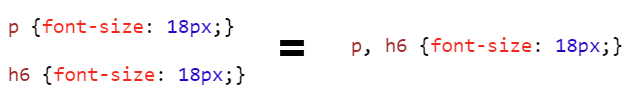 p {font-size: 18px;}
h6 {font-size: 18px;}
=
p, h6 {font-size: 18px;}